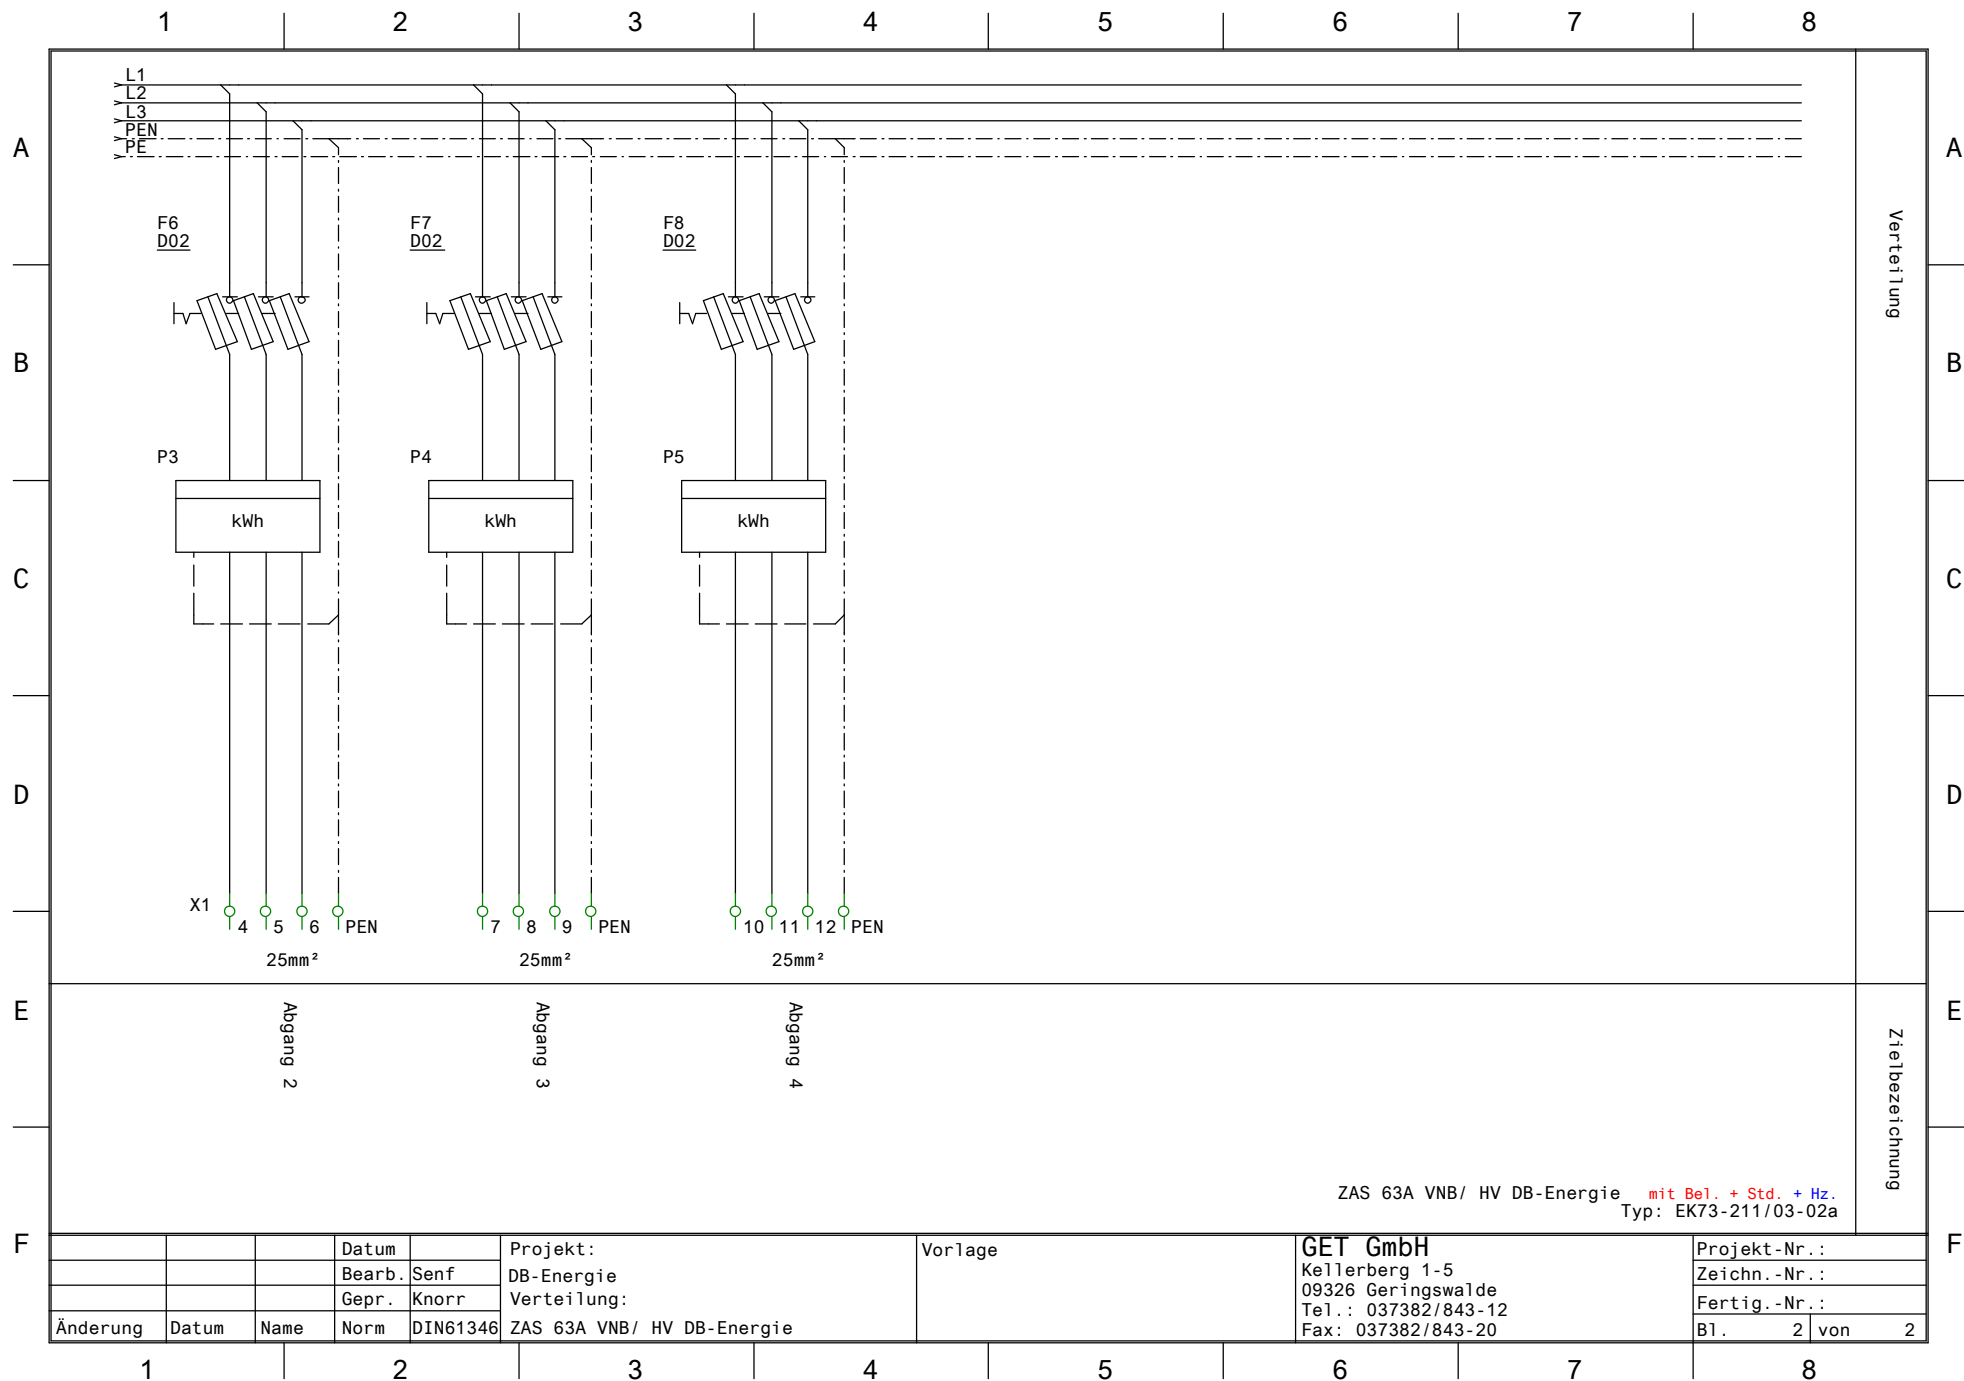 1 2 3 4 5 6 7 8
L1
L2
L3
PEN
PE
A A
F6
D02
F7
D02
F8
D02
Verteilung
B B
P3 P4 P5
kWh kWh kWh
C C
D D
X1 4 5 6 PEN 7 8 9 PEN 10 11 12 PEN
25mm² 25mm² 25mm²
E E
Abgang 2
Abgang 3
Abgang 4
Zielbezeichnung
ZAS 63A VNB/ HV DB-Energie mit Bel. + Std. + Hz.
Typ: EK73-211/03-02a
F F
Datum
Bearb. Senf
Gepr. Knorr
Änderung Datum Name Norm DIN61346
Projekt:
DB-Energie
Verteilung:
ZAS 63A VNB/ HV DB-Energie
Vorlage
GET GmbH
Kellerberg 1-5
09326 Geringswalde
Tel.: 037382/843-12
Fax: 037382/843-20
Projekt-Nr.:
Zeichn.-Nr.:
Fertig.-Nr.:
Bl. 2 von 2
1 2 3 4 5 6 7 8